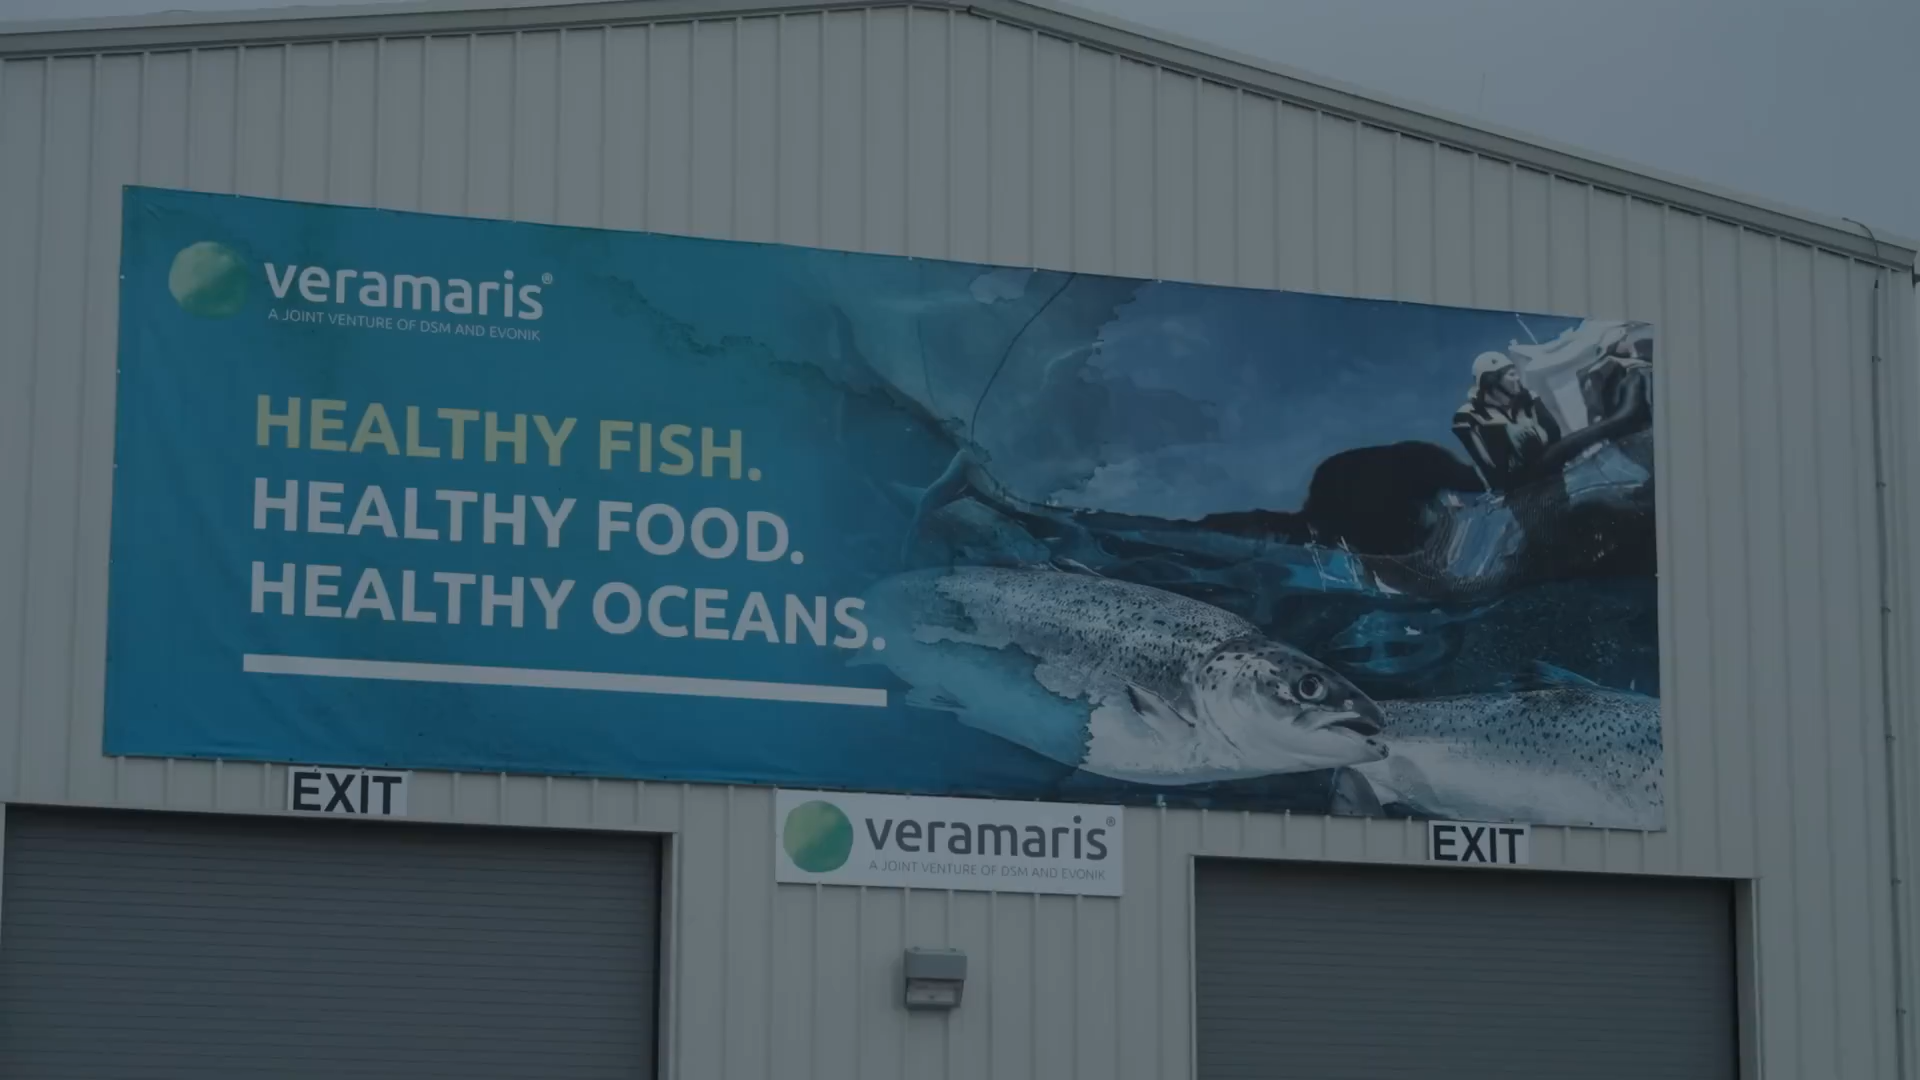 veramaris®
A JOINT VENTURE OF DSM AND EVONIK
HEALTHY FISH.
HEALTHY FOOD.
HEALTHY OCEANS.
EXIT
veramaris®
A JOINT VENTURE OF DSM AND EVONIK
EXIT